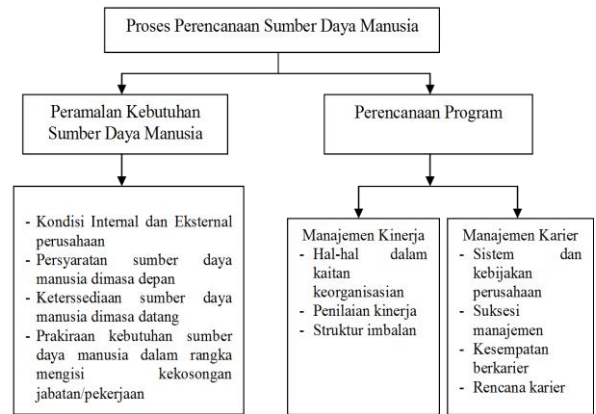 Proses Perencanaan Sumber Daya Manusia
Peramalan Kebutuhan
Sumber Daya Manusia
Perencanaan Program
- Kondisi Internal dan Eksternal
perusahaan
- Persyaratan sumber daya
manusia dimasa depan
- Keterssediaan sumber daya
manusia dimasa datang
- Prakiraan kebutuhan sumber
daya manusia dalam rangka
mengisi kekosongan
jabatan/pekerjaan
Manajemen Kinerja
- Hal-hal dalam
kaitan
keorganisasian
- Penilaian kinerja
- Struktur imbalan
Manajemen Karier
- Sistem dan
kebijakan
perusahaan
- Suksesi
manajemen
- Kesempatan
berkarier
- Rencana karier